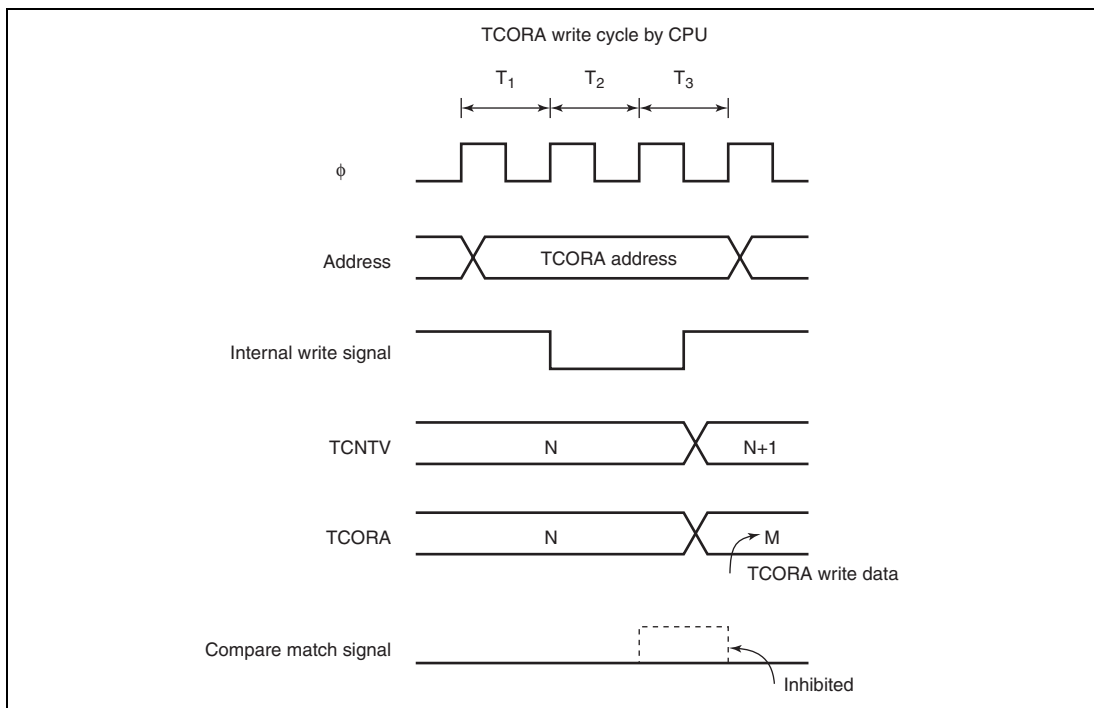 TCORA write cycle by CPU
T1 T2 T3
φ
Address TCORA address
Internal write signal
TCNTV N N+1
TCORA N M
TCORA write data
Compare match signal
Inhibited